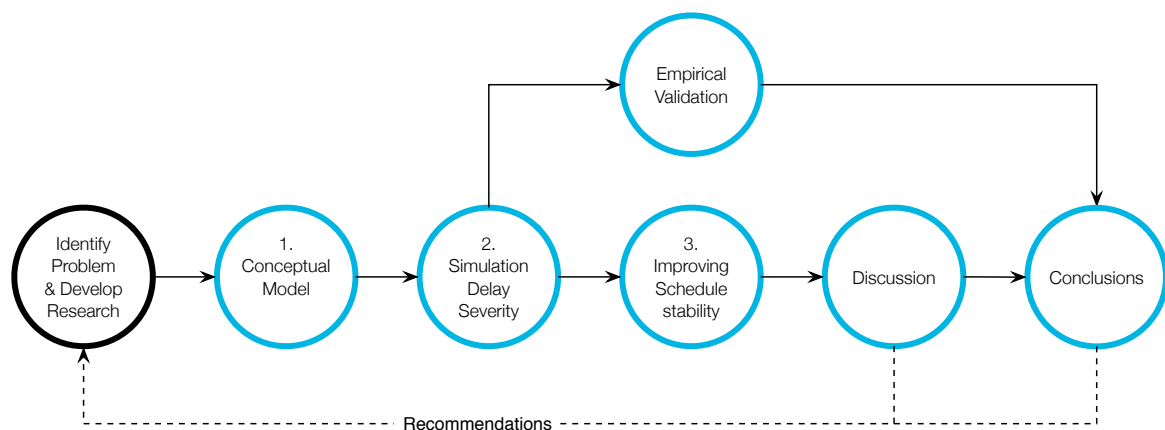 Empirical
Validation
Identify
Problem
& Develop
Research
1.
Conceptual
Model
2.
Simulation
Delay
Severity
3.
Improving
Schedule
stability
Discussion
Conclusions
Recommendations